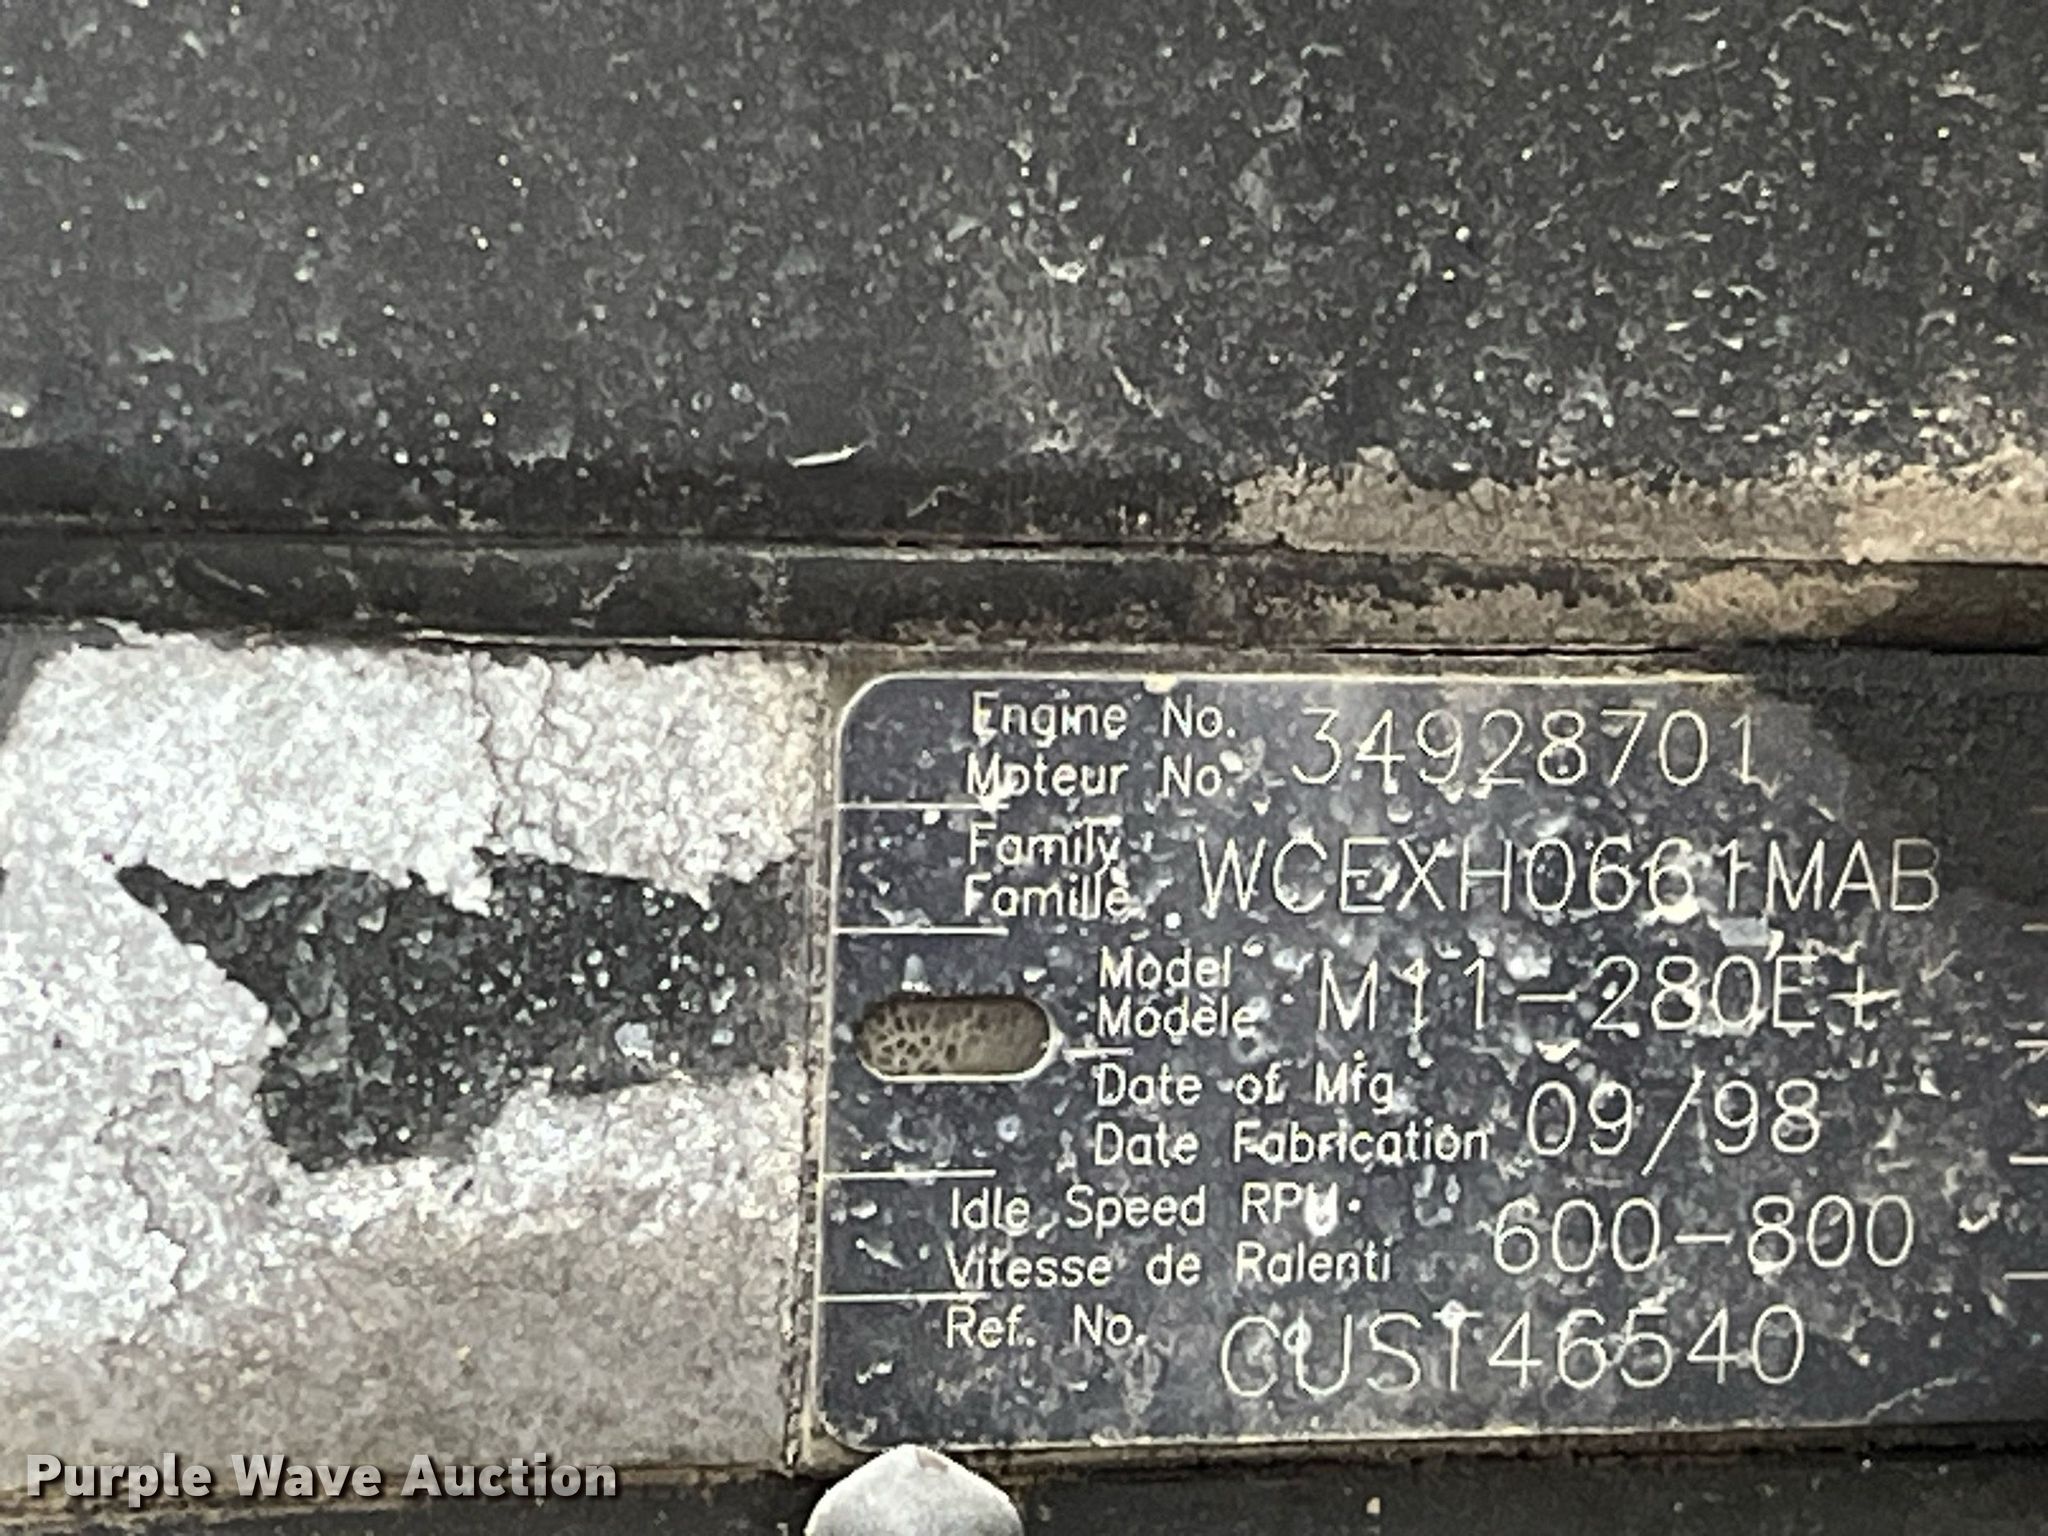 Engine No. 34928701
Moteur No.
Family WCEXH0661MAB
Famille
Model M11-280E+
Modèle
Date of Mfg 09/98
Date Fabrication
Idle Speed RPM 600-800
Vitesse de Ralenti
Ref. No. CUST46540
Purple Wave Auction